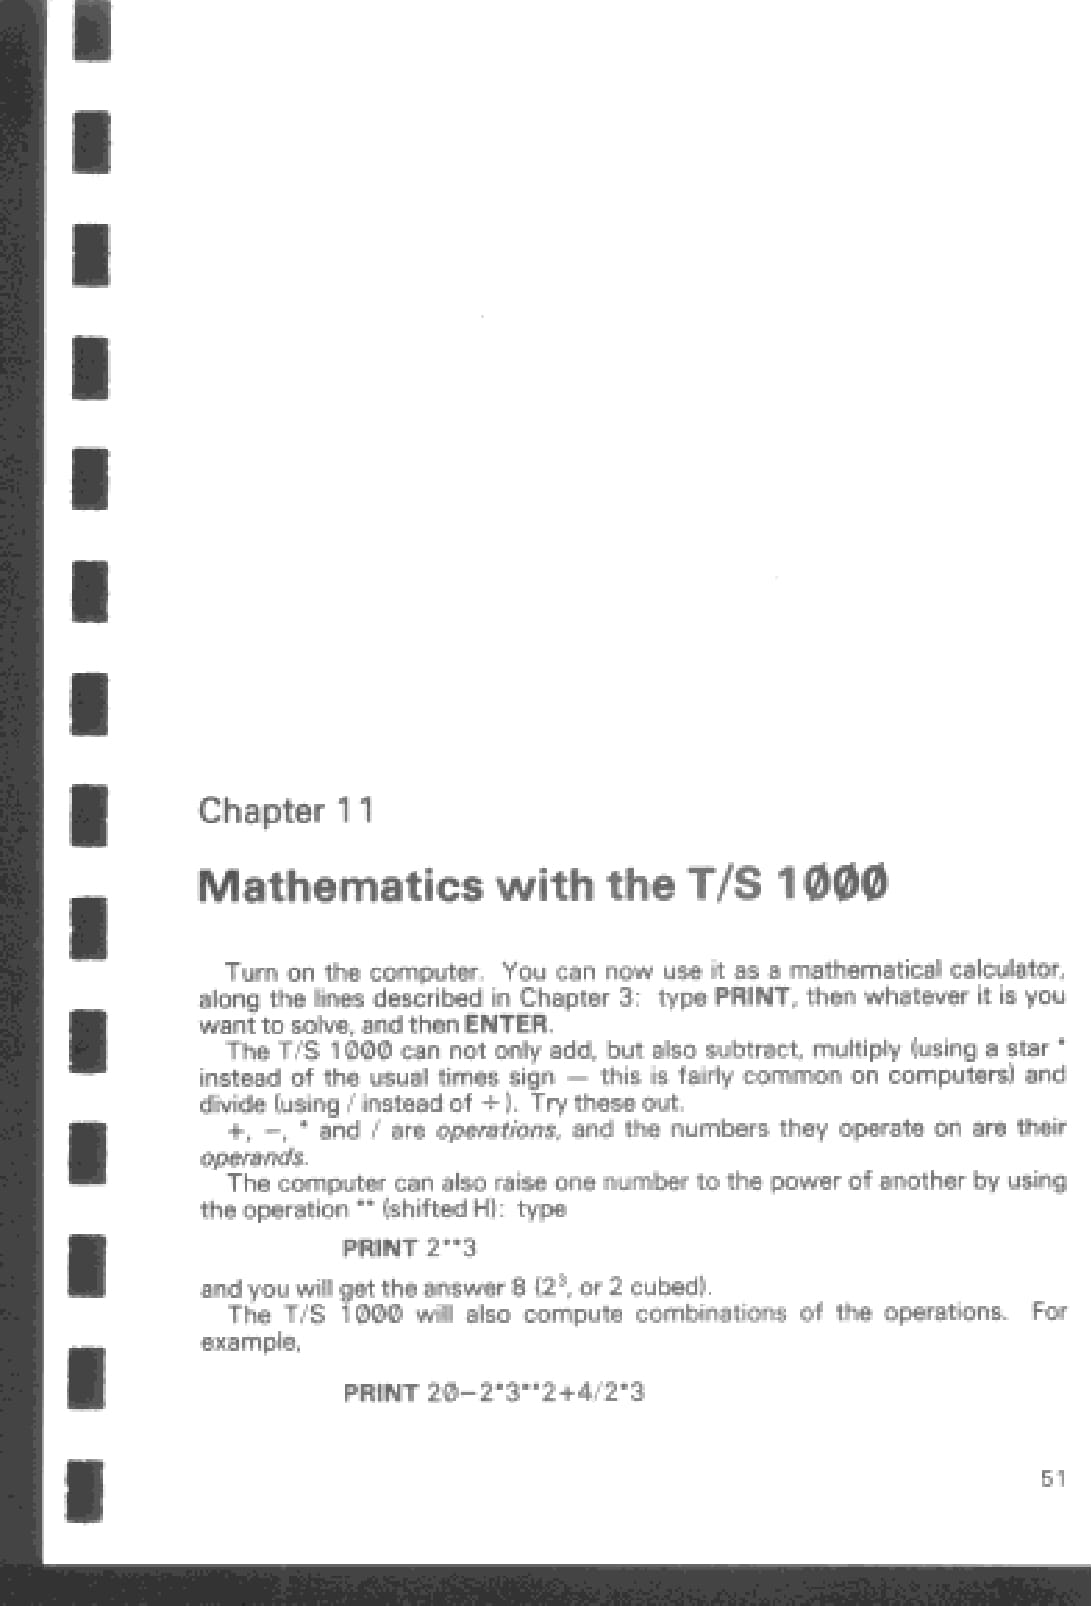 Chapter 11
Mathematics with the T/S 1000
Turn on the computer. You can now use it as a mathematical calculator,
along the lines described in Chapter 3: type PRINT, then whatever it is you
want to solve, and then ENTER.
The T/S 1000 can not only add, but also subtract, multiply (using a star *
instead of the usual times sign — this is fairly common on computers) and
divide (using / instead of ÷). Try these out.
+, −, * and / are operations, and the numbers they operate on are their
operands.
The computer can also raise one number to the power of another by using
the operation ** (shifted H): type
PRINT 2**3
and you will get the answer 8 (2³, or 2 cubed).
The T/S 1000 will also compute combinations of the operations. For
example,
PRINT 20−2*3**2+4/2*3
51